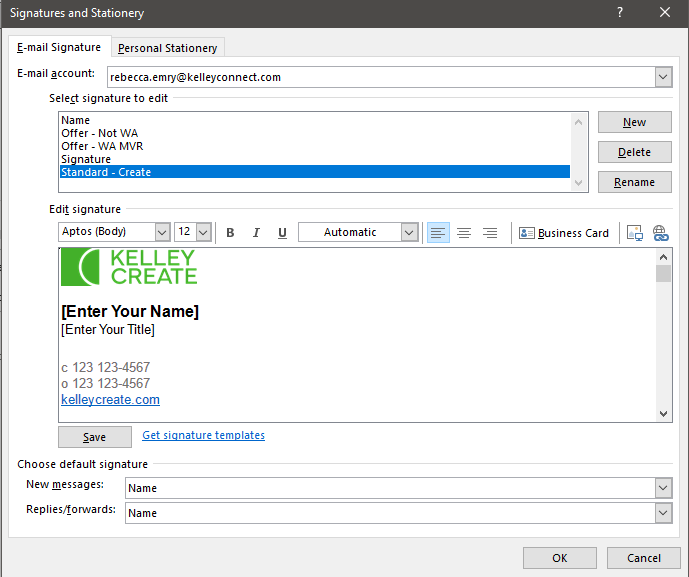 Signatures and Stationery
?
E-mail Signature
Personal Stationery
E-mail account:
rebecca.emry@kelleyconnect.com
Select signature to edit
Name
Offer - Not WA
Offer - WA MVR
Signature
Standard - Create
New
Delete
Rename
Edit signature
Aptos (Body)
12
B
I
U
Automatic
Business Card
KELLEY
CREATE
[Enter Your Name]
[Enter Your Title]
c 123 123-4567
o 123 123-4567
kelleycreate.com
Save
Get signature templates
Choose default signature
New messages:
Name
Replies/forwards:
Name
OK
Cancel